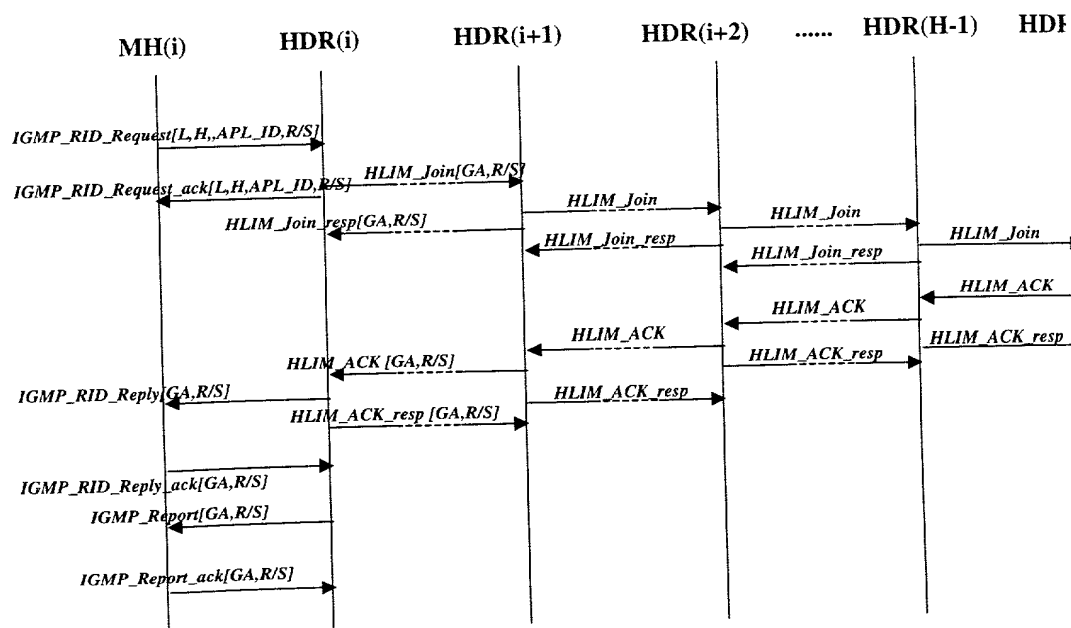 MH(i) HDR(i) HDR(i+1) HDR(i+2) ...... HDR(H-1) HDR
IGMP_RID_Request[L,H,,APL_ID,R/S]
HLIM_Join[GA,R/S]
IGMP_RID_Request_ack[L,H,APL_ID,R/S]
HLIM_Join
HLIM_Join_resp[GA,R/S]
HLIM_Join
HLIM_Join_resp
HLIM_Join
HLIM_Join_resp
HLIM_ACK
HLIM_ACK
HLIM_ACK
HLIM_ACK_resp
HLIM_ACK_resp
HLIM_ACK [GA,R/S]
IGMP_RID_Reply[GA,R/S]
HLIM_ACK_resp
HLIM_ACK_resp [GA,R/S]
IGMP_RID_Reply_ack[GA,R/S]
IGMP_Report[GA,R/S]
IGMP_Report_ack[GA,R/S]